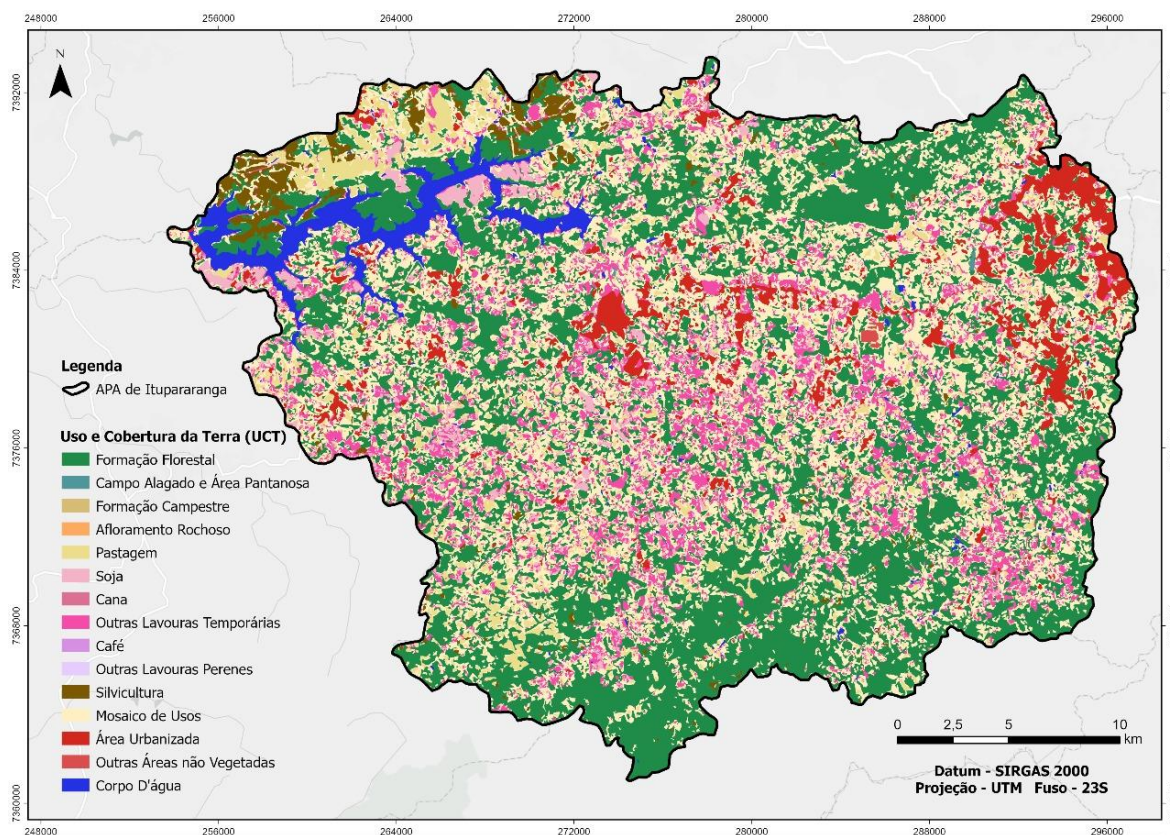 248000 256000 264000 272000 280000 288000 296000
N
7392000
7384000
7376000
7368000
7360000
Legenda
APA de Itupararanga
Uso e Cobertura da Terra (UCT)
Formação Florestal
Campo Alagado e Área Pantanosa
Formação Campestre
Afloramento Rochoso
Pastagem
Soja
Cana
Outras Lavouras Temporárias
Café
Outras Lavouras Perenes
Silvicultura
Mosaico de Usos
Área Urbanizada
Outras Áreas não Vegetadas
Corpo D'água
0 2,5 5 10
km
Datum - SIRGAS 2000
Projeção - UTM Fuso - 23S
248000 256000 264000 272000 280000 288000 296000